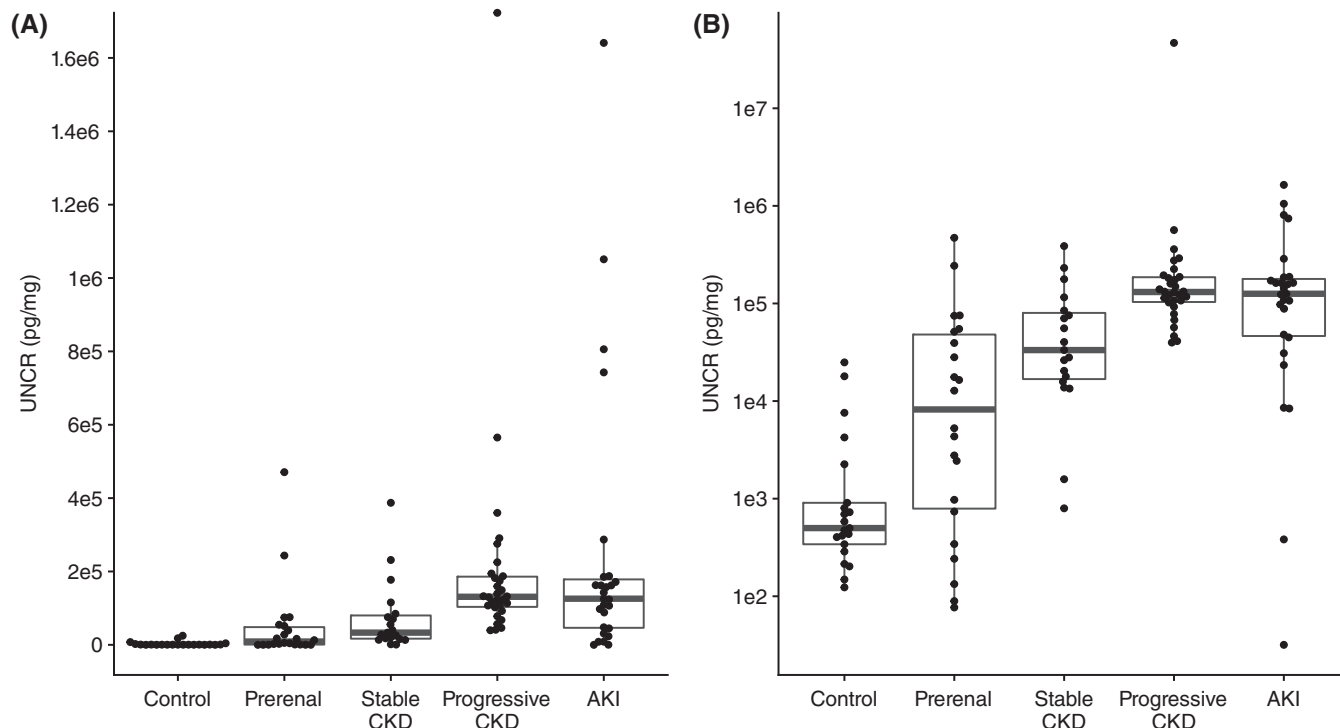 (A)
UNCR (pg/mg)
1.6e6
1.4e6
1.2e6
1e6
8e5
6e5
4e5
2e5
0
Control Prerenal Stable CKD Progressive CKD AKI
(B)
UNCR (pg/mg)
1e7
1e6
1e5
1e4
1e3
1e2
Control Prerenal Stable CKD Progressive CKD AKI